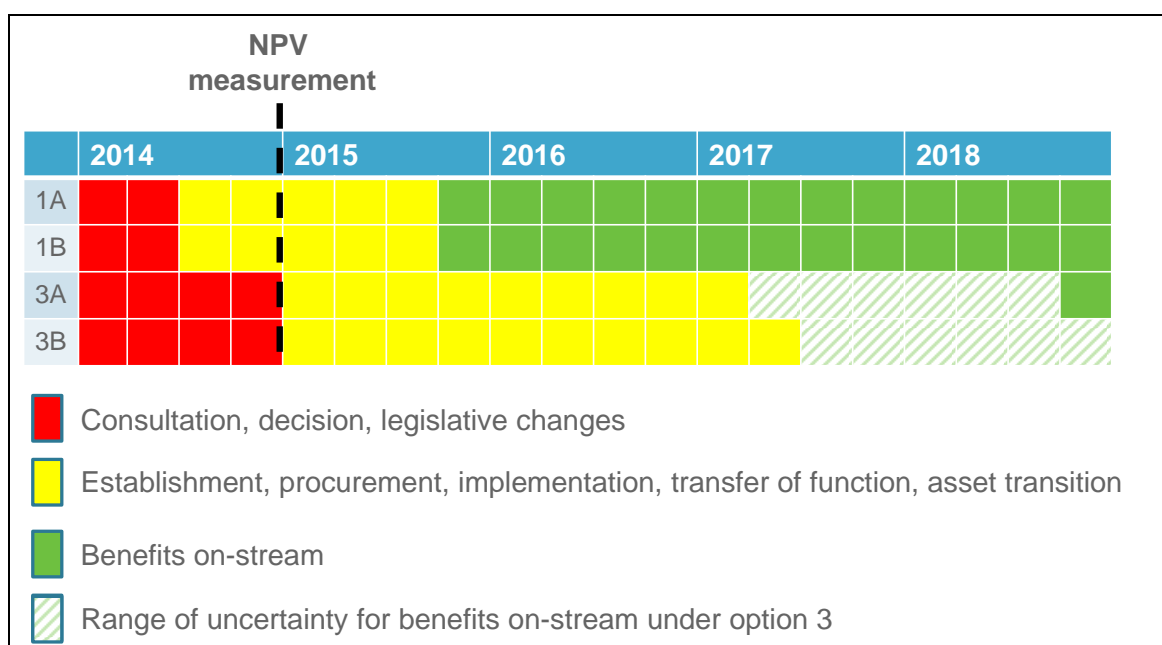 NPV
measurement
2014 2015 2016 2017 2018
1A
1B
3A
3B
Consultation, decision, legislative changes
Establishment, procurement, implementation, transfer of function, asset transition
Benefits on-stream
Range of uncertainty for benefits on-stream under option 3